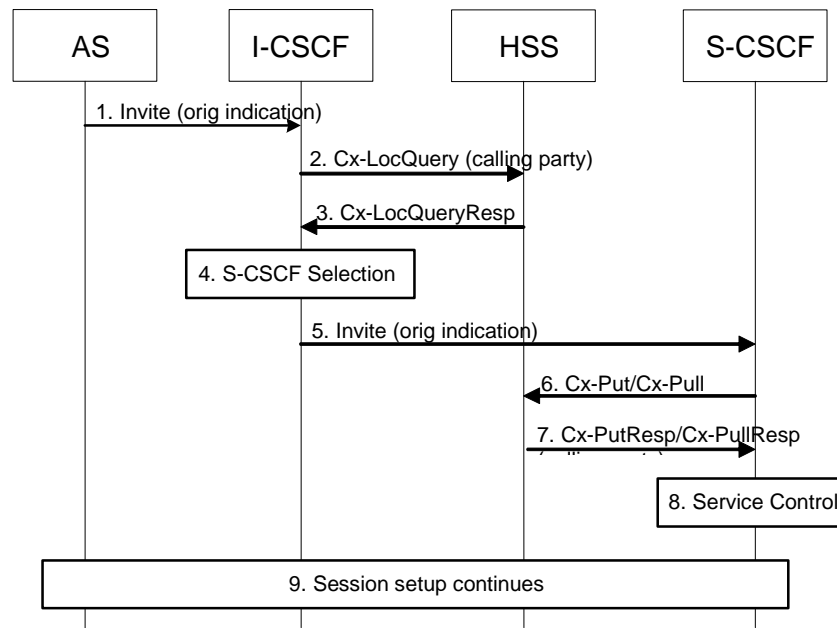 AS
I-CSCF
HSS
S-CSCF
1. Invite (orig indication)
2. Cx-LocQuery (calling party)
3. Cx-LocQueryResp
4. S-CSCF Selection
5. Invite (orig indication)
6. Cx-Put/Cx-Pull
7. Cx-PutResp/Cx-PullResp
8. Service Control
9. Session setup continues